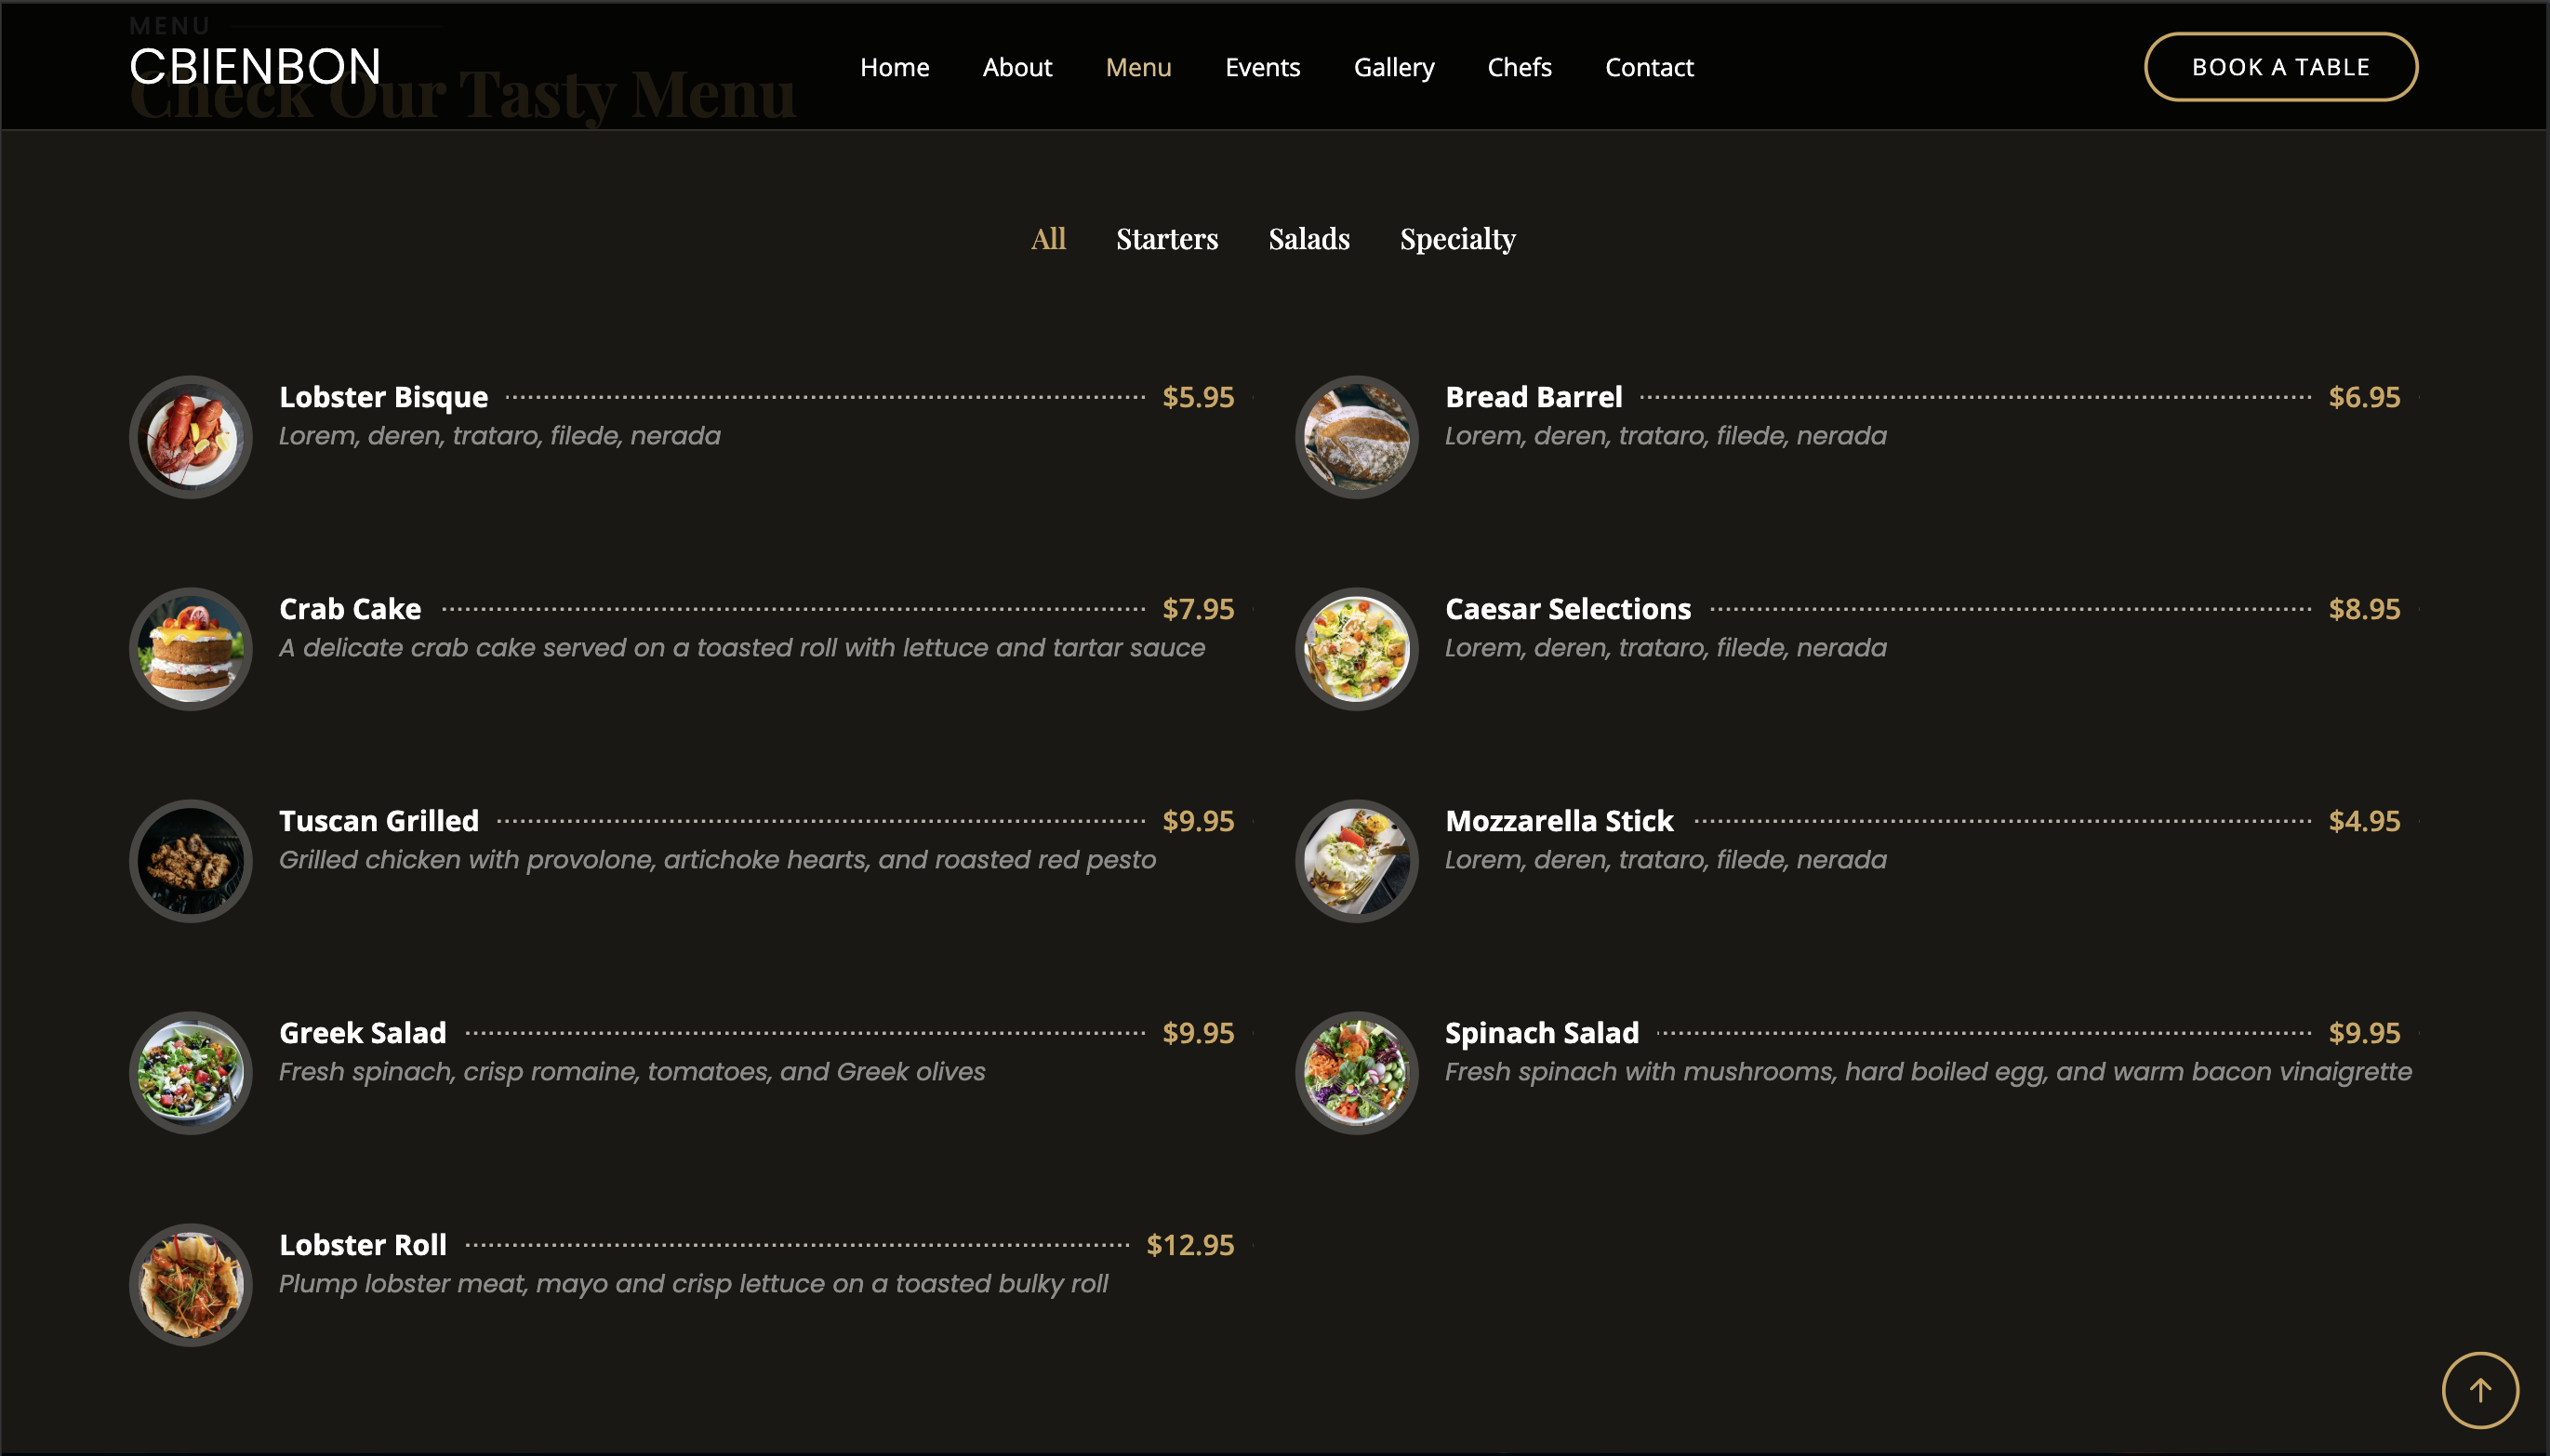 MENU
CBIENBON
Check Our Tasty Menu
Home About Menu Events Gallery Chefs Contact
BOOK A TABLE
All Starters Salads Specialty
Lobster Bisque $5.95
Lorem, deren, trataro, filede, nerada
Bread Barrel $6.95
Lorem, deren, trataro, filede, nerada
Crab Cake $7.95
A delicate crab cake served on a toasted roll with lettuce and tartar sauce
Caesar Selections $8.95
Lorem, deren, trataro, filede, nerada
Tuscan Grilled $9.95
Grilled chicken with provolone, artichoke hearts, and roasted red pesto
Mozzarella Stick $4.95
Lorem, deren, trataro, filede, nerada
Greek Salad $9.95
Fresh spinach, crisp romaine, tomatoes, and Greek olives
Spinach Salad $9.95
Fresh spinach with mushrooms, hard boiled egg, and warm bacon vinaigrette
Lobster Roll $12.95
Plump lobster meat, mayo and crisp lettuce on a toasted bulky roll